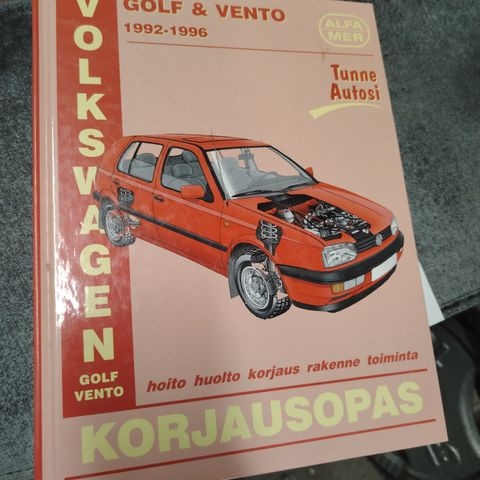 VOLKSWAGEN
GOLF
VENTO
GOLF & VENTO
1992-1996
ALFA
MER
Tunne
Autosi
hoito huolto korjaus rakenne toiminta
KORJAUSOPAS